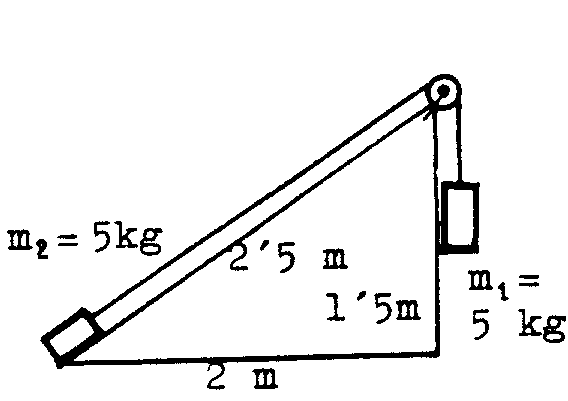 m₂ = 5kg
2´5 m
1´5m
m₁ =
5 kg
2 m